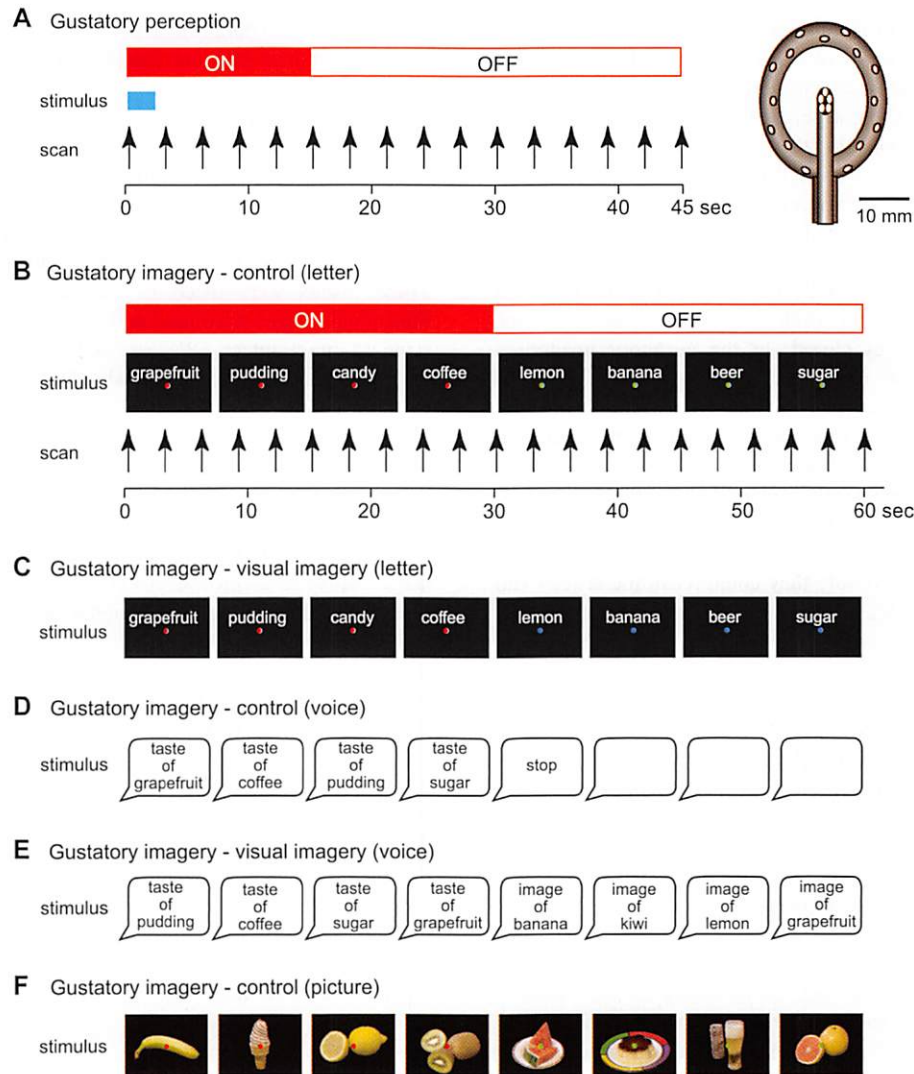 A Gustatory perception
ON OFF
stimulus
scan
0 10 20 30 40 45 sec
10 mm
B Gustatory imagery - control (letter)
ON OFF
stimulus
grapefruit pudding candy coffee lemon banana beer sugar
scan
0 10 20 30 40 50 60 sec
C Gustatory imagery - visual imagery (letter)
stimulus
grapefruit pudding candy coffee lemon banana beer sugar
D Gustatory imagery - control (voice)
stimulus
taste
of
grapefruit
taste
of
coffee
taste
of
pudding
taste
of
sugar
stop
E Gustatory imagery - visual imagery (voice)
stimulus
taste
of
pudding
taste
of
coffee
taste
of
sugar
taste
of
grapefruit
image
of
banana
image
of
kiwi
image
of
lemon
image
of
grapefruit
F Gustatory imagery - control (picture)
stimulus